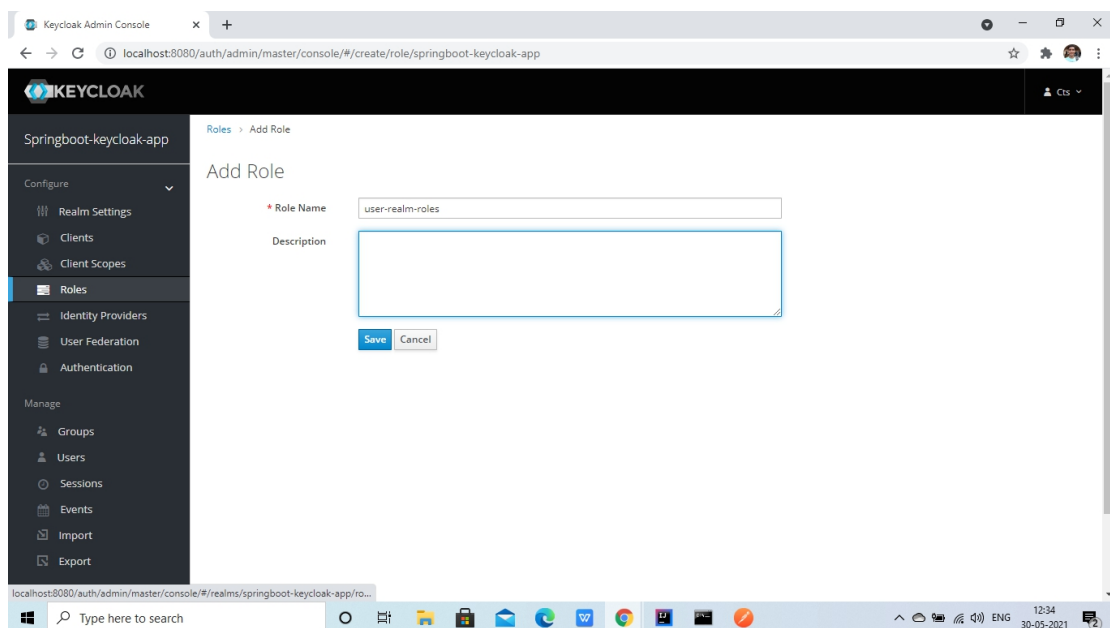 Keycloak Admin Console
localhost:8080/auth/admin/master/console/#/create/role/springboot-keycloak-app
KEYCLOAK
Cts
Springboot-keycloak-app
Configure
Realm Settings
Clients
Client Scopes
Roles
Identity Providers
User Federation
Authentication
Manage
Groups
Users
Sessions
Events
Import
Export
Roles > Add Role
Add Role
* Role Name
user-realm-roles
Description
Save Cancel
localhost:8080/auth/admin/master/console/#/realms/springboot-keycloak-app/ro...
Type here to search
ENG
12:34
30-05-2021
2